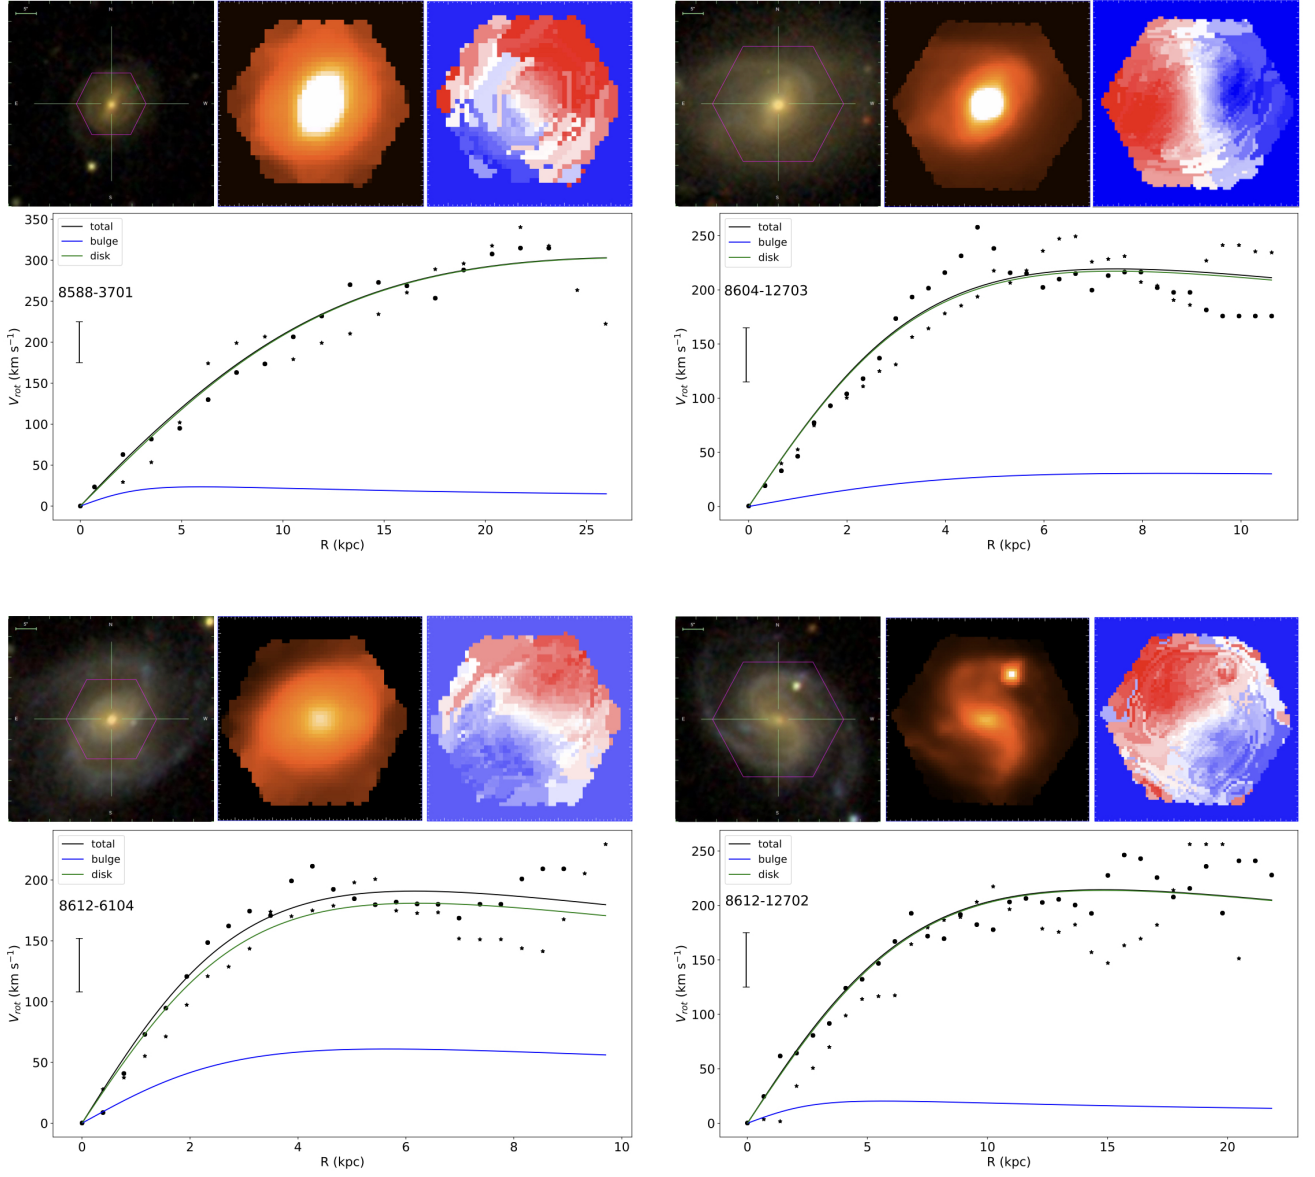 5"
E
W
S
5"
E
W
S
350
300
250
200
150
100
50
0
total
bulge
disk
8588-3701
V_rot (km s⁻¹)
0 5 10 15 20 25
R (kpc)
250
200
150
100
50
0
total
bulge
disk
8604-12703
V_rot (km s⁻¹)
0 2 4 6 8 10
R (kpc)
5"
E
W
S
5"
E
W
S
200
150
100
50
0
total
bulge
disk
8612-6104
V_rot (km s⁻¹)
0 2 4 6 8 10
R (kpc)
250
200
150
100
50
0
total
bulge
disk
8612-12702
V_rot (km s⁻¹)
0 5 10 15 20
R (kpc)